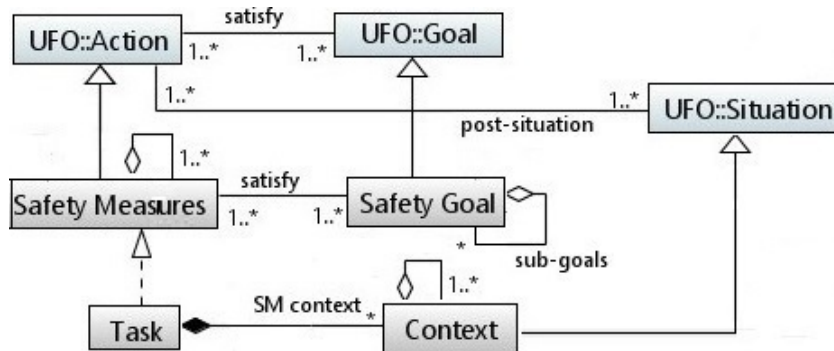 satisfy
UFO::Action
UFO::Goal
1..*
1..*
1..*
1..*
post-situation
UFO::Situation
1..*
satisfy
Safety Measures
Safety Goal
1..*
1..*
*
sub-goals
SM context
1..*
*
Task
Context